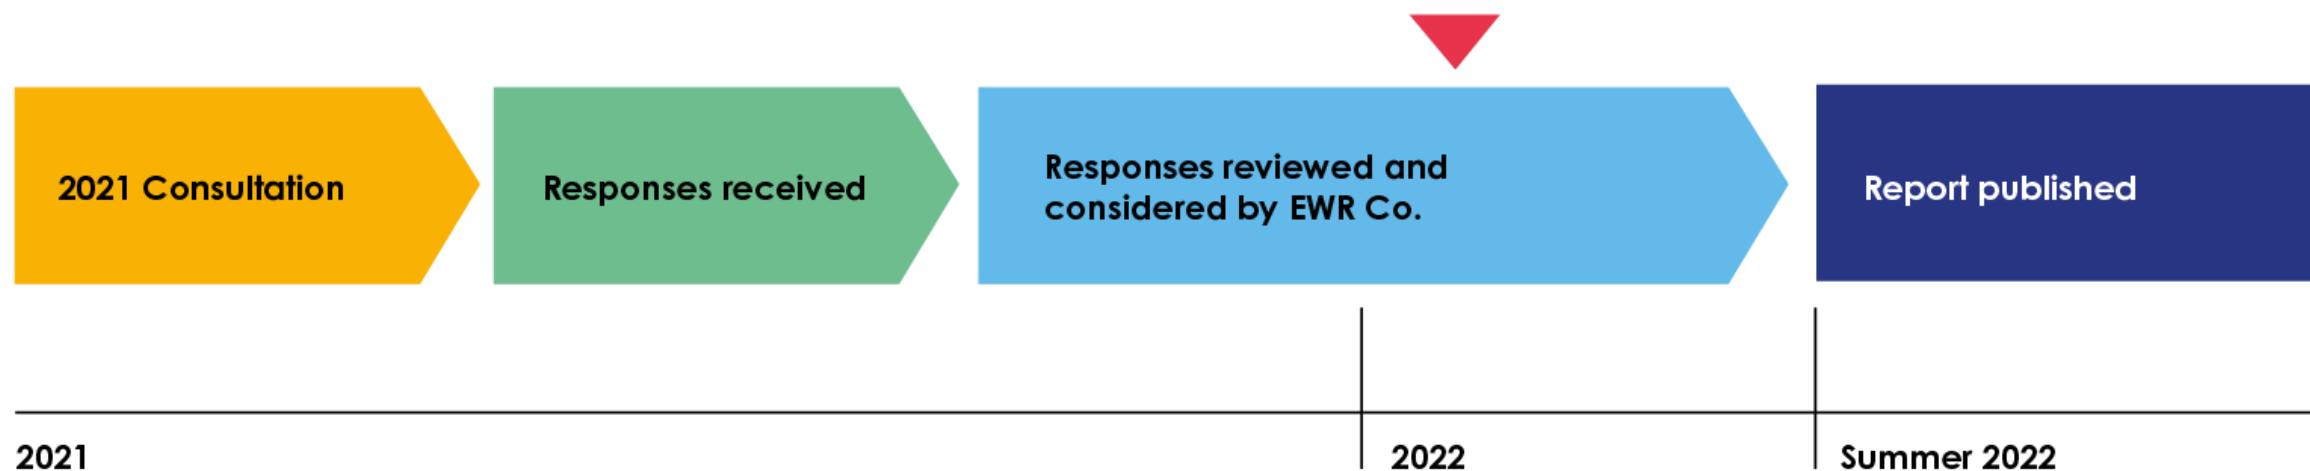 2021 Consultation
Responses received
Responses reviewed and
considered by EWR Co.
Report published
2021
2022
Summer 2022